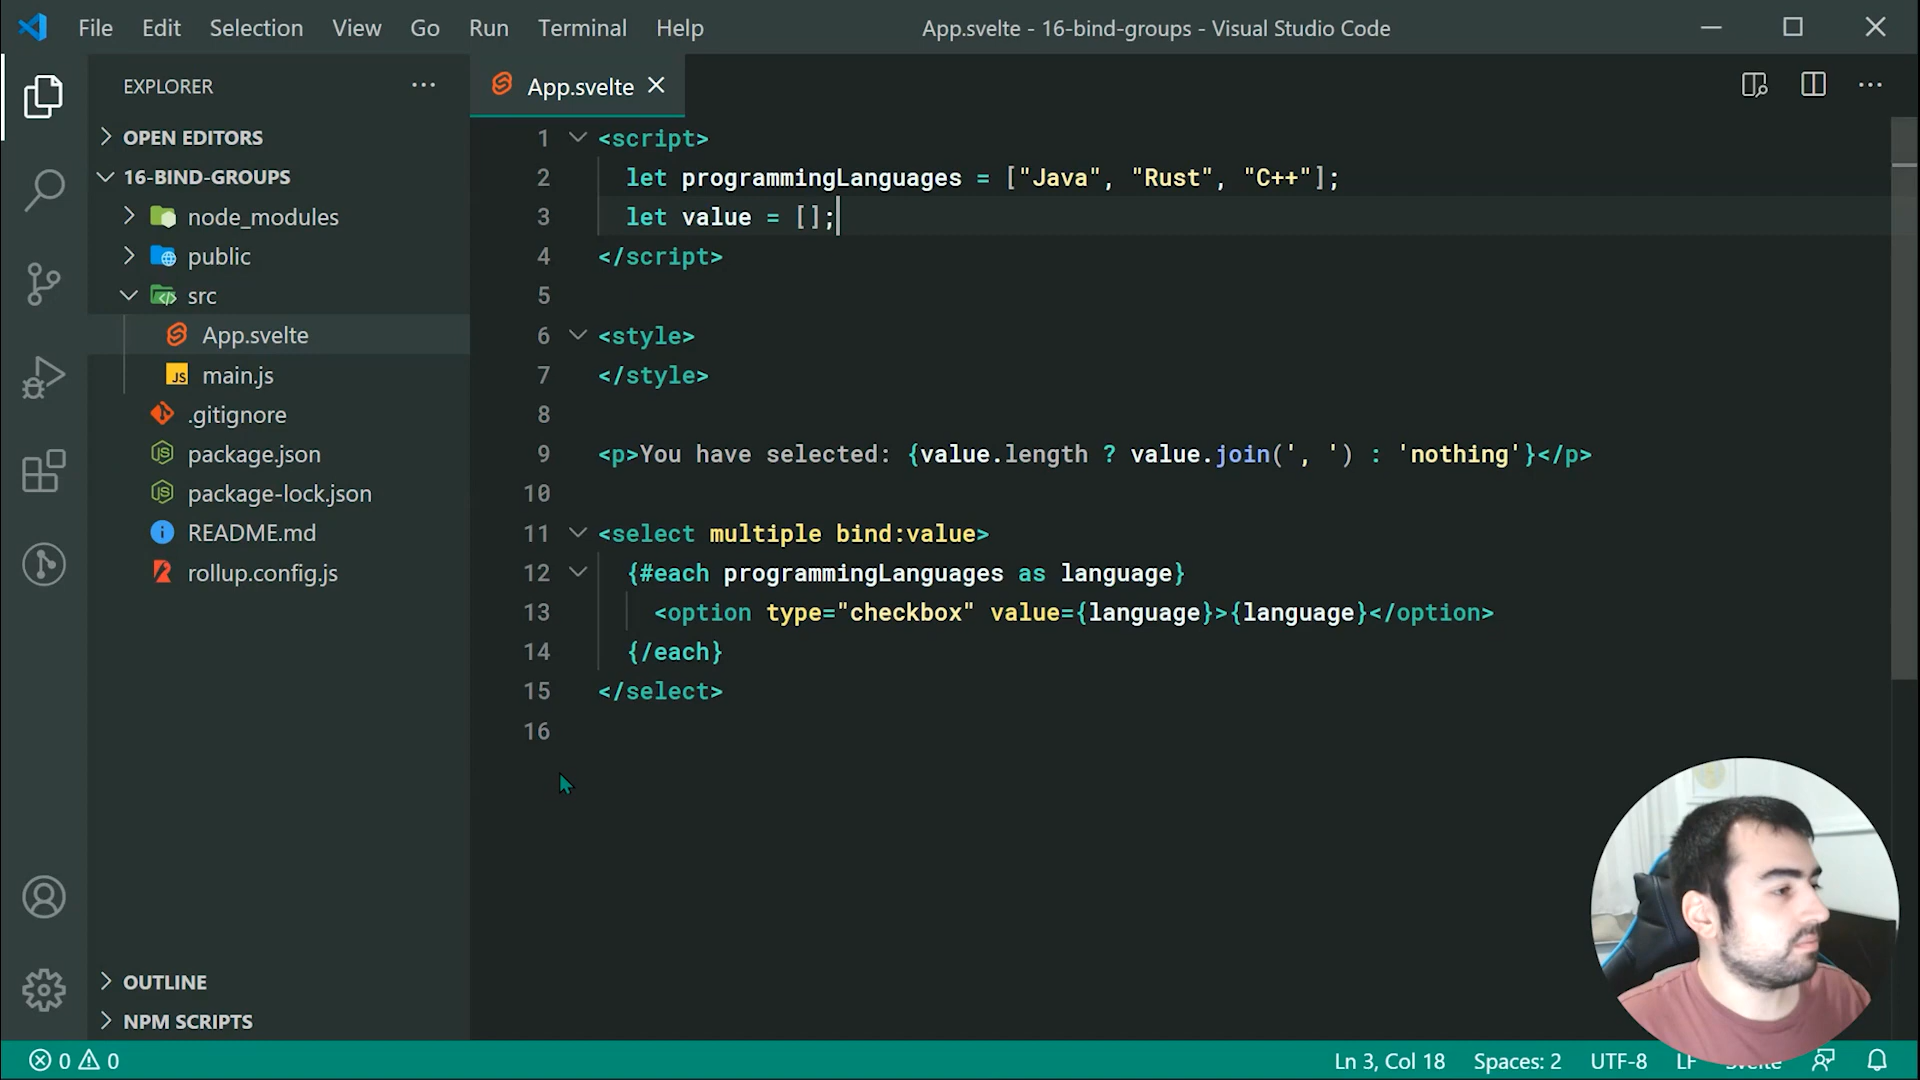 File Edit Selection View Go Run Terminal Help
App.svelte - 16-bind-groups - Visual Studio Code
EXPLORER
OPEN EDITORS
16-BIND-GROUPS
node_modules
public
src
App.svelte
JS main.js
.gitignore
package.json
package-lock.json
README.md
rollup.config.js
OUTLINE
NPM SCRIPTS
App.svelte
1 <script>
2 let programmingLanguages = ["Java", "Rust", "C++"];
3 let value = [];
4 </script>
5
6 <style>
7 </style>
8
9 <p>You have selected: {value.length ? value.join(', ') : 'nothing'}</p>
10
11 <select multiple bind:value>
12 {#each programmingLanguages as language}
13 <option type="checkbox" value={language}>{language}</option>
14 {/each}
15 </select>
16
0 0
Ln 3, Col 18 Spaces: 2 UTF-8 LF Svelte